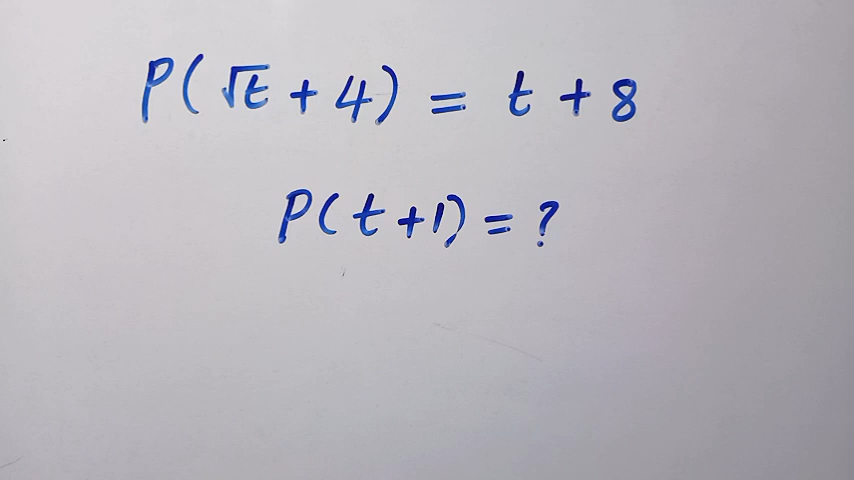 P(√t + 4) = t + 8
P(t + 1) = ?